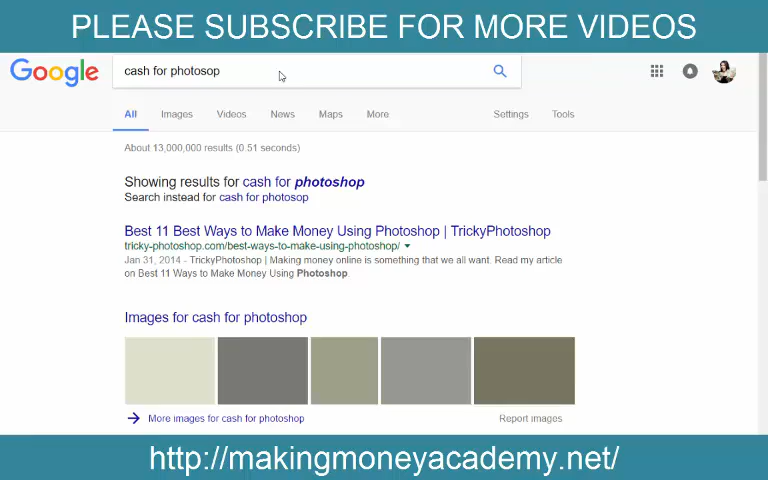 PLEASE SUBSCRIBE FOR MORE VIDEOS
Google
cash for photosop
All Images Videos News Maps More Settings Tools
About 13,000,000 results (0.51 seconds)
Showing results for cash for photoshop
Search instead for cash for photosop
Best 11 Best Ways to Make Money Using Photoshop | TrickyPhotoshop
tricky-photoshop.com/best-ways-to-make-using-photoshop/
Jan 31, 2014 - TrickyPhotoshop | Making money online is something that we all want. Read my article
on Best 11 Ways to Make Money Using Photoshop.
Images for cash for photoshop
More images for cash for photoshop Report images
http://makingmoneyacademy.net/